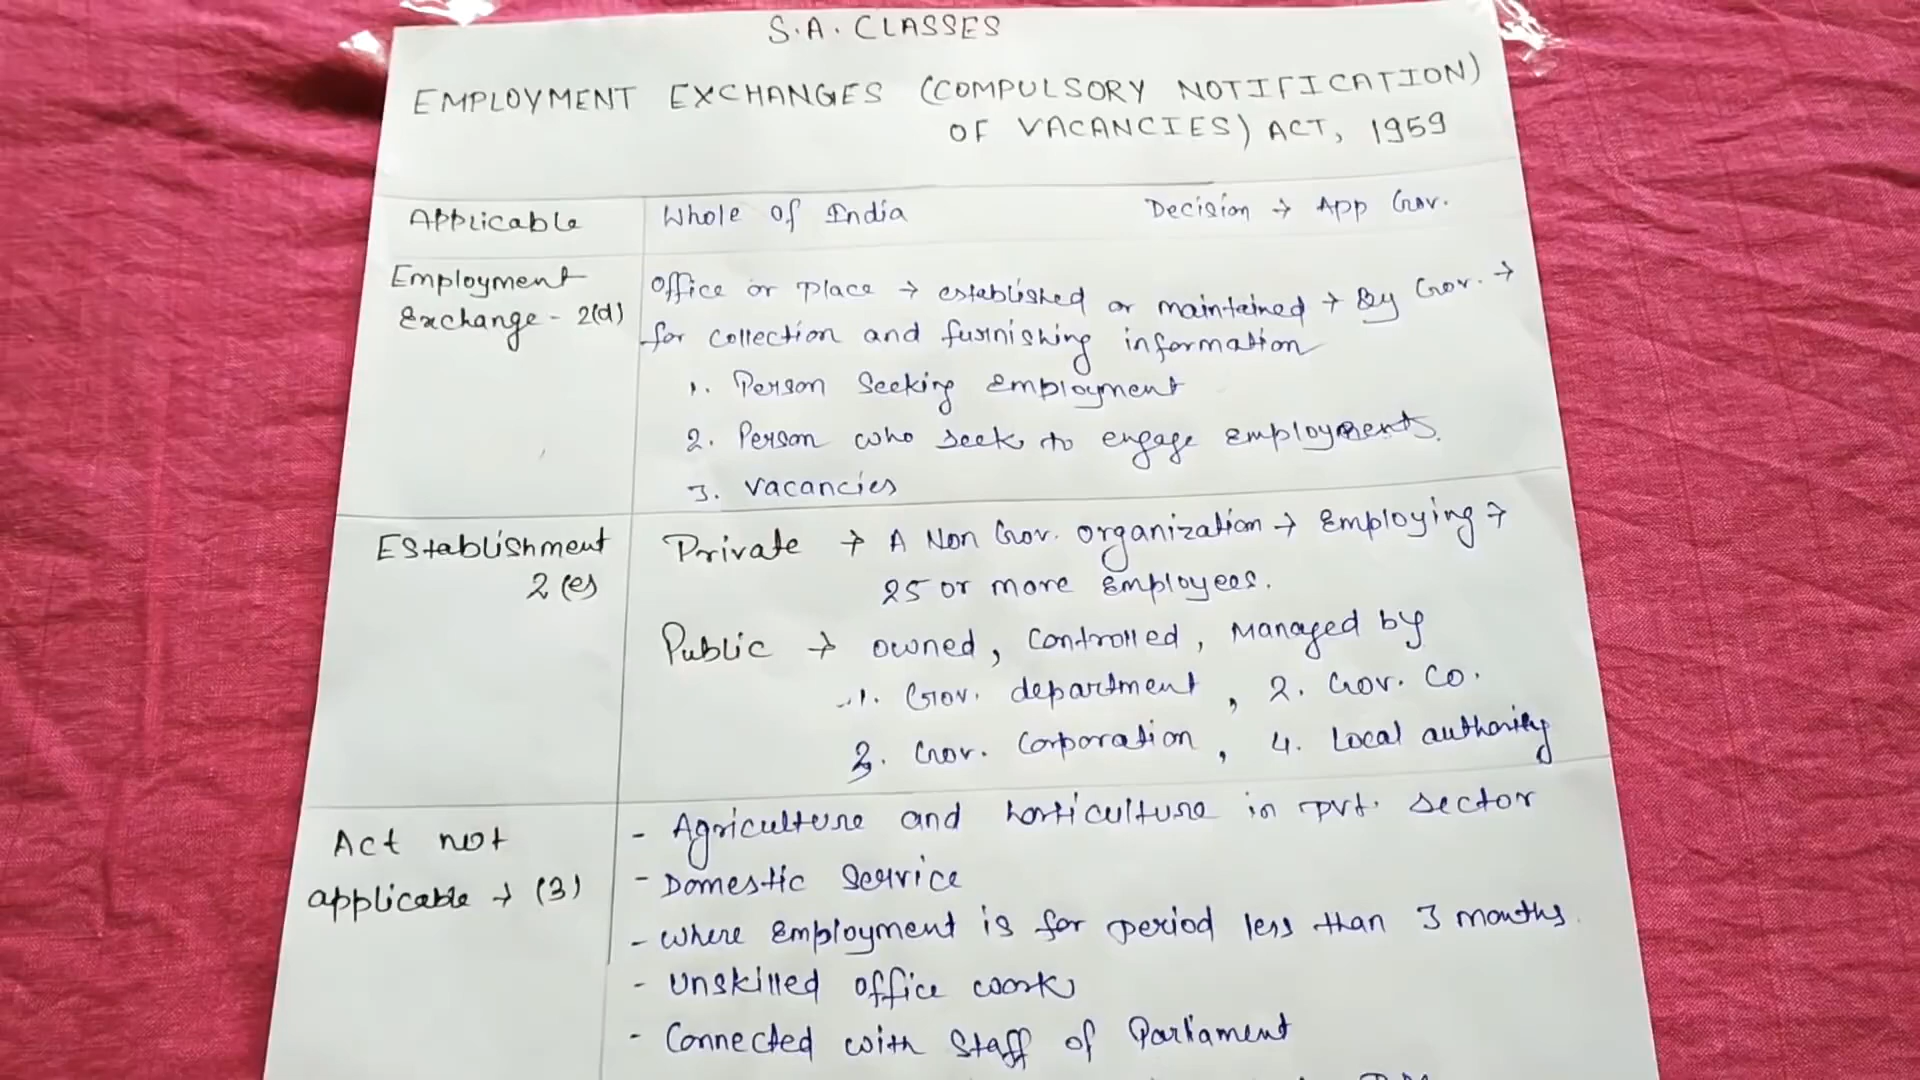 S.A. CLASSES
EMPLOYMENT EXCHANGES (COMPULSORY NOTIFICATION)
OF VACANCIES) ACT, 1959
Applicable
Whole of India
Decision → App Gov.
Employment
Exchange - 2(d)
Office or place → established or maintained → By Gov. →
for collection and furnishing information
1. Person Seeking Employment
2. Person who seek to engage employments.
3. Vacancies
Establishment
2(e)
Private → A Non Gov. organization → Employing →
25 or more Employees.
Public → owned, controlled, Managed by
1. Gov. department, 2. Gov. Co.
3. Gov. Corporation, 4. Local authority
Act not
applicable → (3)
- Agriculture and horticulture in pvt. sector
- Domestic Service
- Where Employment is for period less than 3 months.
- Unskilled office work
- Connected with Staff of Parliament